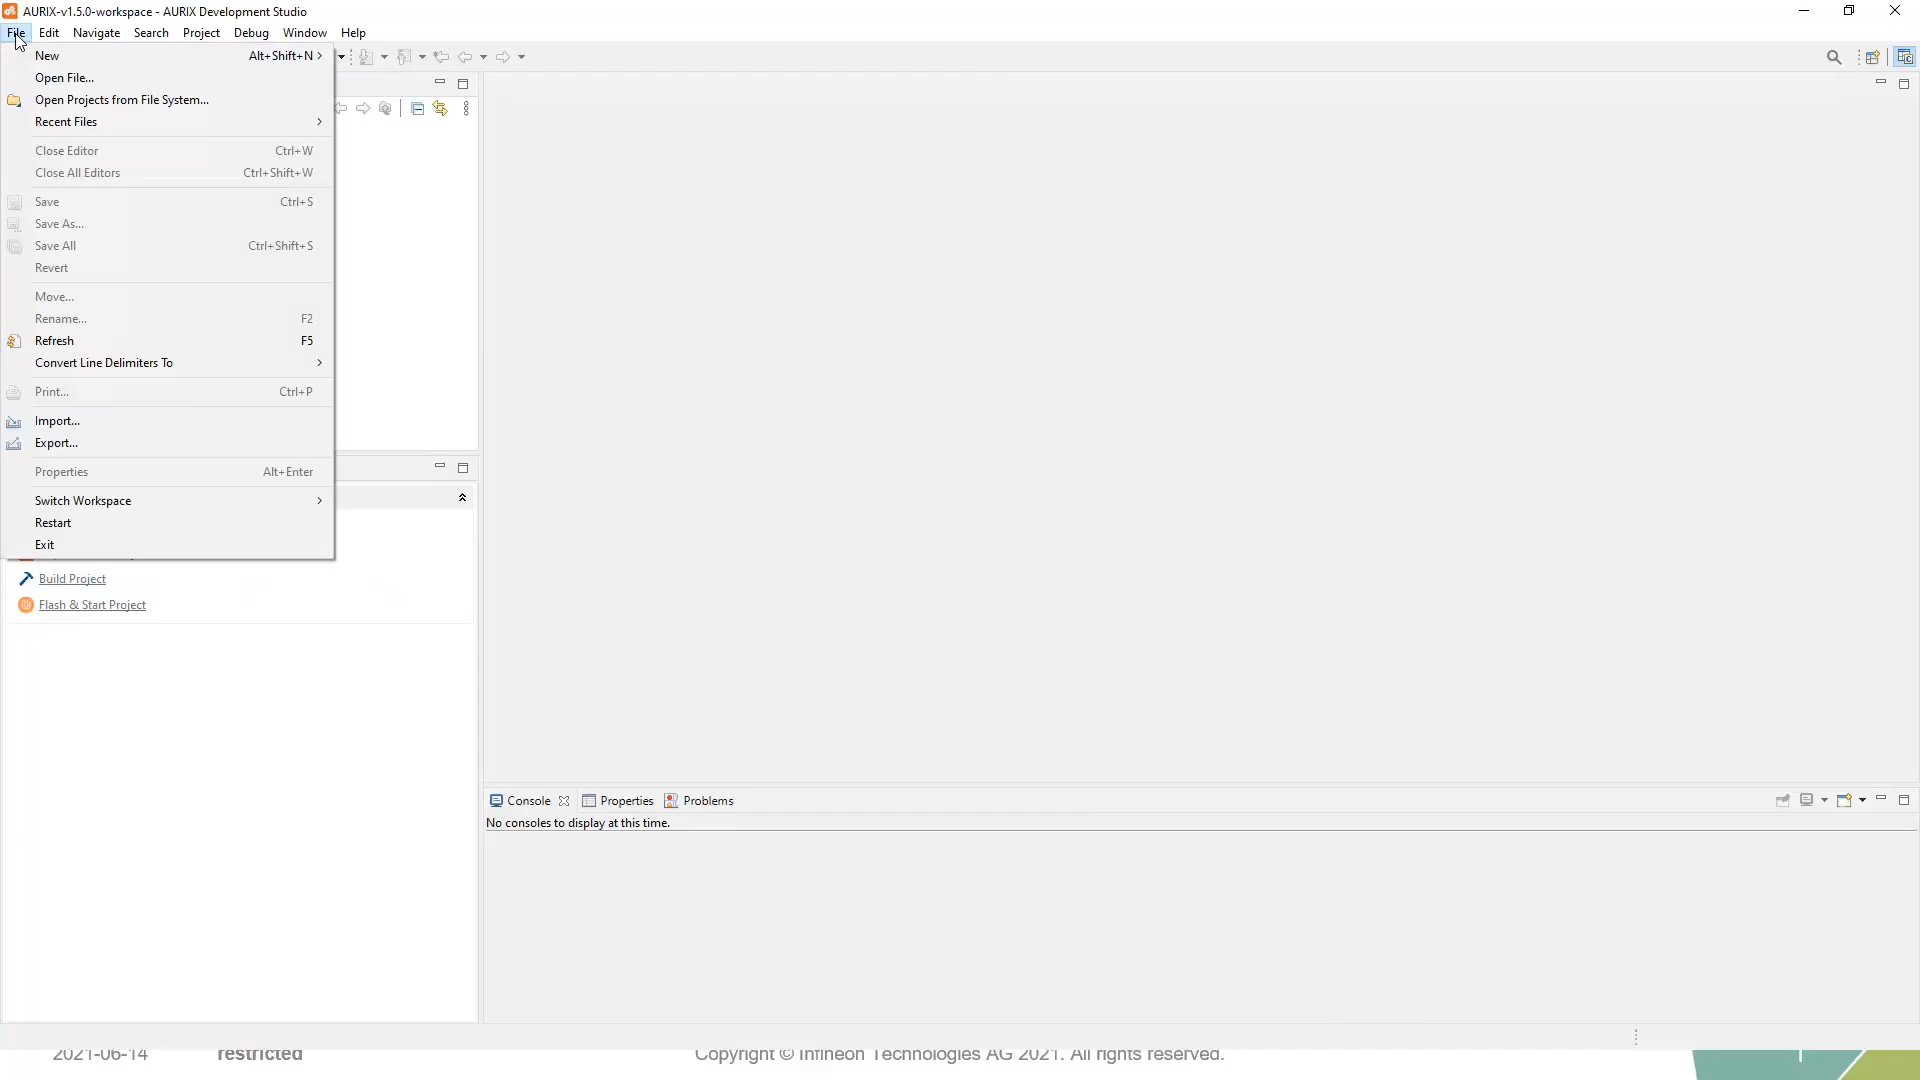 AURIX-v1.5.0-workspace - AURIX Development Studio
File Edit Navigate Search Project Debug Window Help
New Alt+Shift+N
Open File...
Open Projects from File System...
Recent Files
Close Editor Ctrl+W
Close All Editors Ctrl+Shift+W
Save Ctrl+S
Save As...
Save All Ctrl+Shift+S
Revert
Move...
Rename... F2
Refresh F5
Convert Line Delimiters To
Print... Ctrl+P
Import...
Export...
Properties Alt+Enter
Switch Workspace
Restart
Exit
Build Project
Flash & Start Project
Console Properties Problems
No consoles to display at this time.
2021-06-14 restricted Copyright © Infineon Technologies AG 2021. All rights reserved.